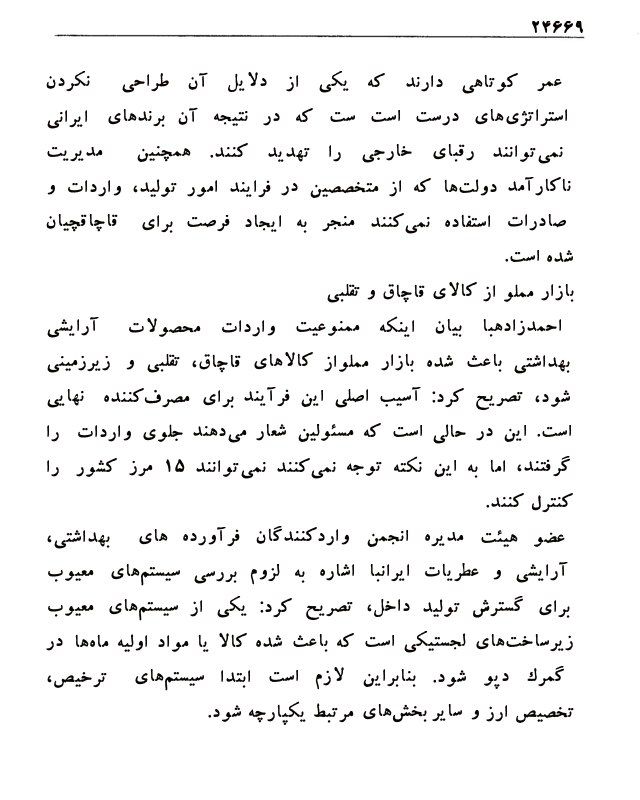 ۲۴۶۶۹
عمر کوتاهی دارند که یکی از دلایل آن طراحی نکردن
استراتژی‌های درست است ست که در نتیجه آن برندهای ایرانی
نمی‌توانند رقبای خارجی را تهدید کنند. همچنین مدیریت
ناکارآمد دولت‌ها که از متخصصین در فرایند امور تولید، واردات و
صادرات استفاده نمی‌کنند منجر به ایجاد فرصت برای قاچاقچیان
شده است.
بازار مملو از کالای قاچاق و تقلبی
احمدزادهبا بیان اینکه ممنوعیت واردات محصولات آرایشی
بهداشتی باعث شده بازار مملواز کالاهای قاچاق، تقلبی و زیرزمینی
شود، تصریح کرد: آسیب اصلی این فرآیند برای مصرف‌کننده نهایی
است. این در حالی است که مسئولین شعار می‌دهند جلوی واردات را
گرفتند، اما به این نکته توجه نمی‌کنند نمی‌توانند ۱۵ مرز کشور را
کنترل کنند.
عضو هیئت مدیره انجمن واردکنندگان فرآورده های بهداشتی،
آرایشی و عطریات ایرانبا اشاره به لزوم بررسی سیستم‌های معیوب
برای گسترش تولید داخل، تصریح کرد: یکی از سیستم‌های معیوب
زیرساخت‌های لجستیکی است که باعث شده کالا یا مواد اولیه ماه‌ها در
گمرك دپو شود. بنابراین لازم است ابتدا سیستم‌های ترخیص،
تخصیص ارز و سایر بخش‌های مرتبط یکپارچه شود.